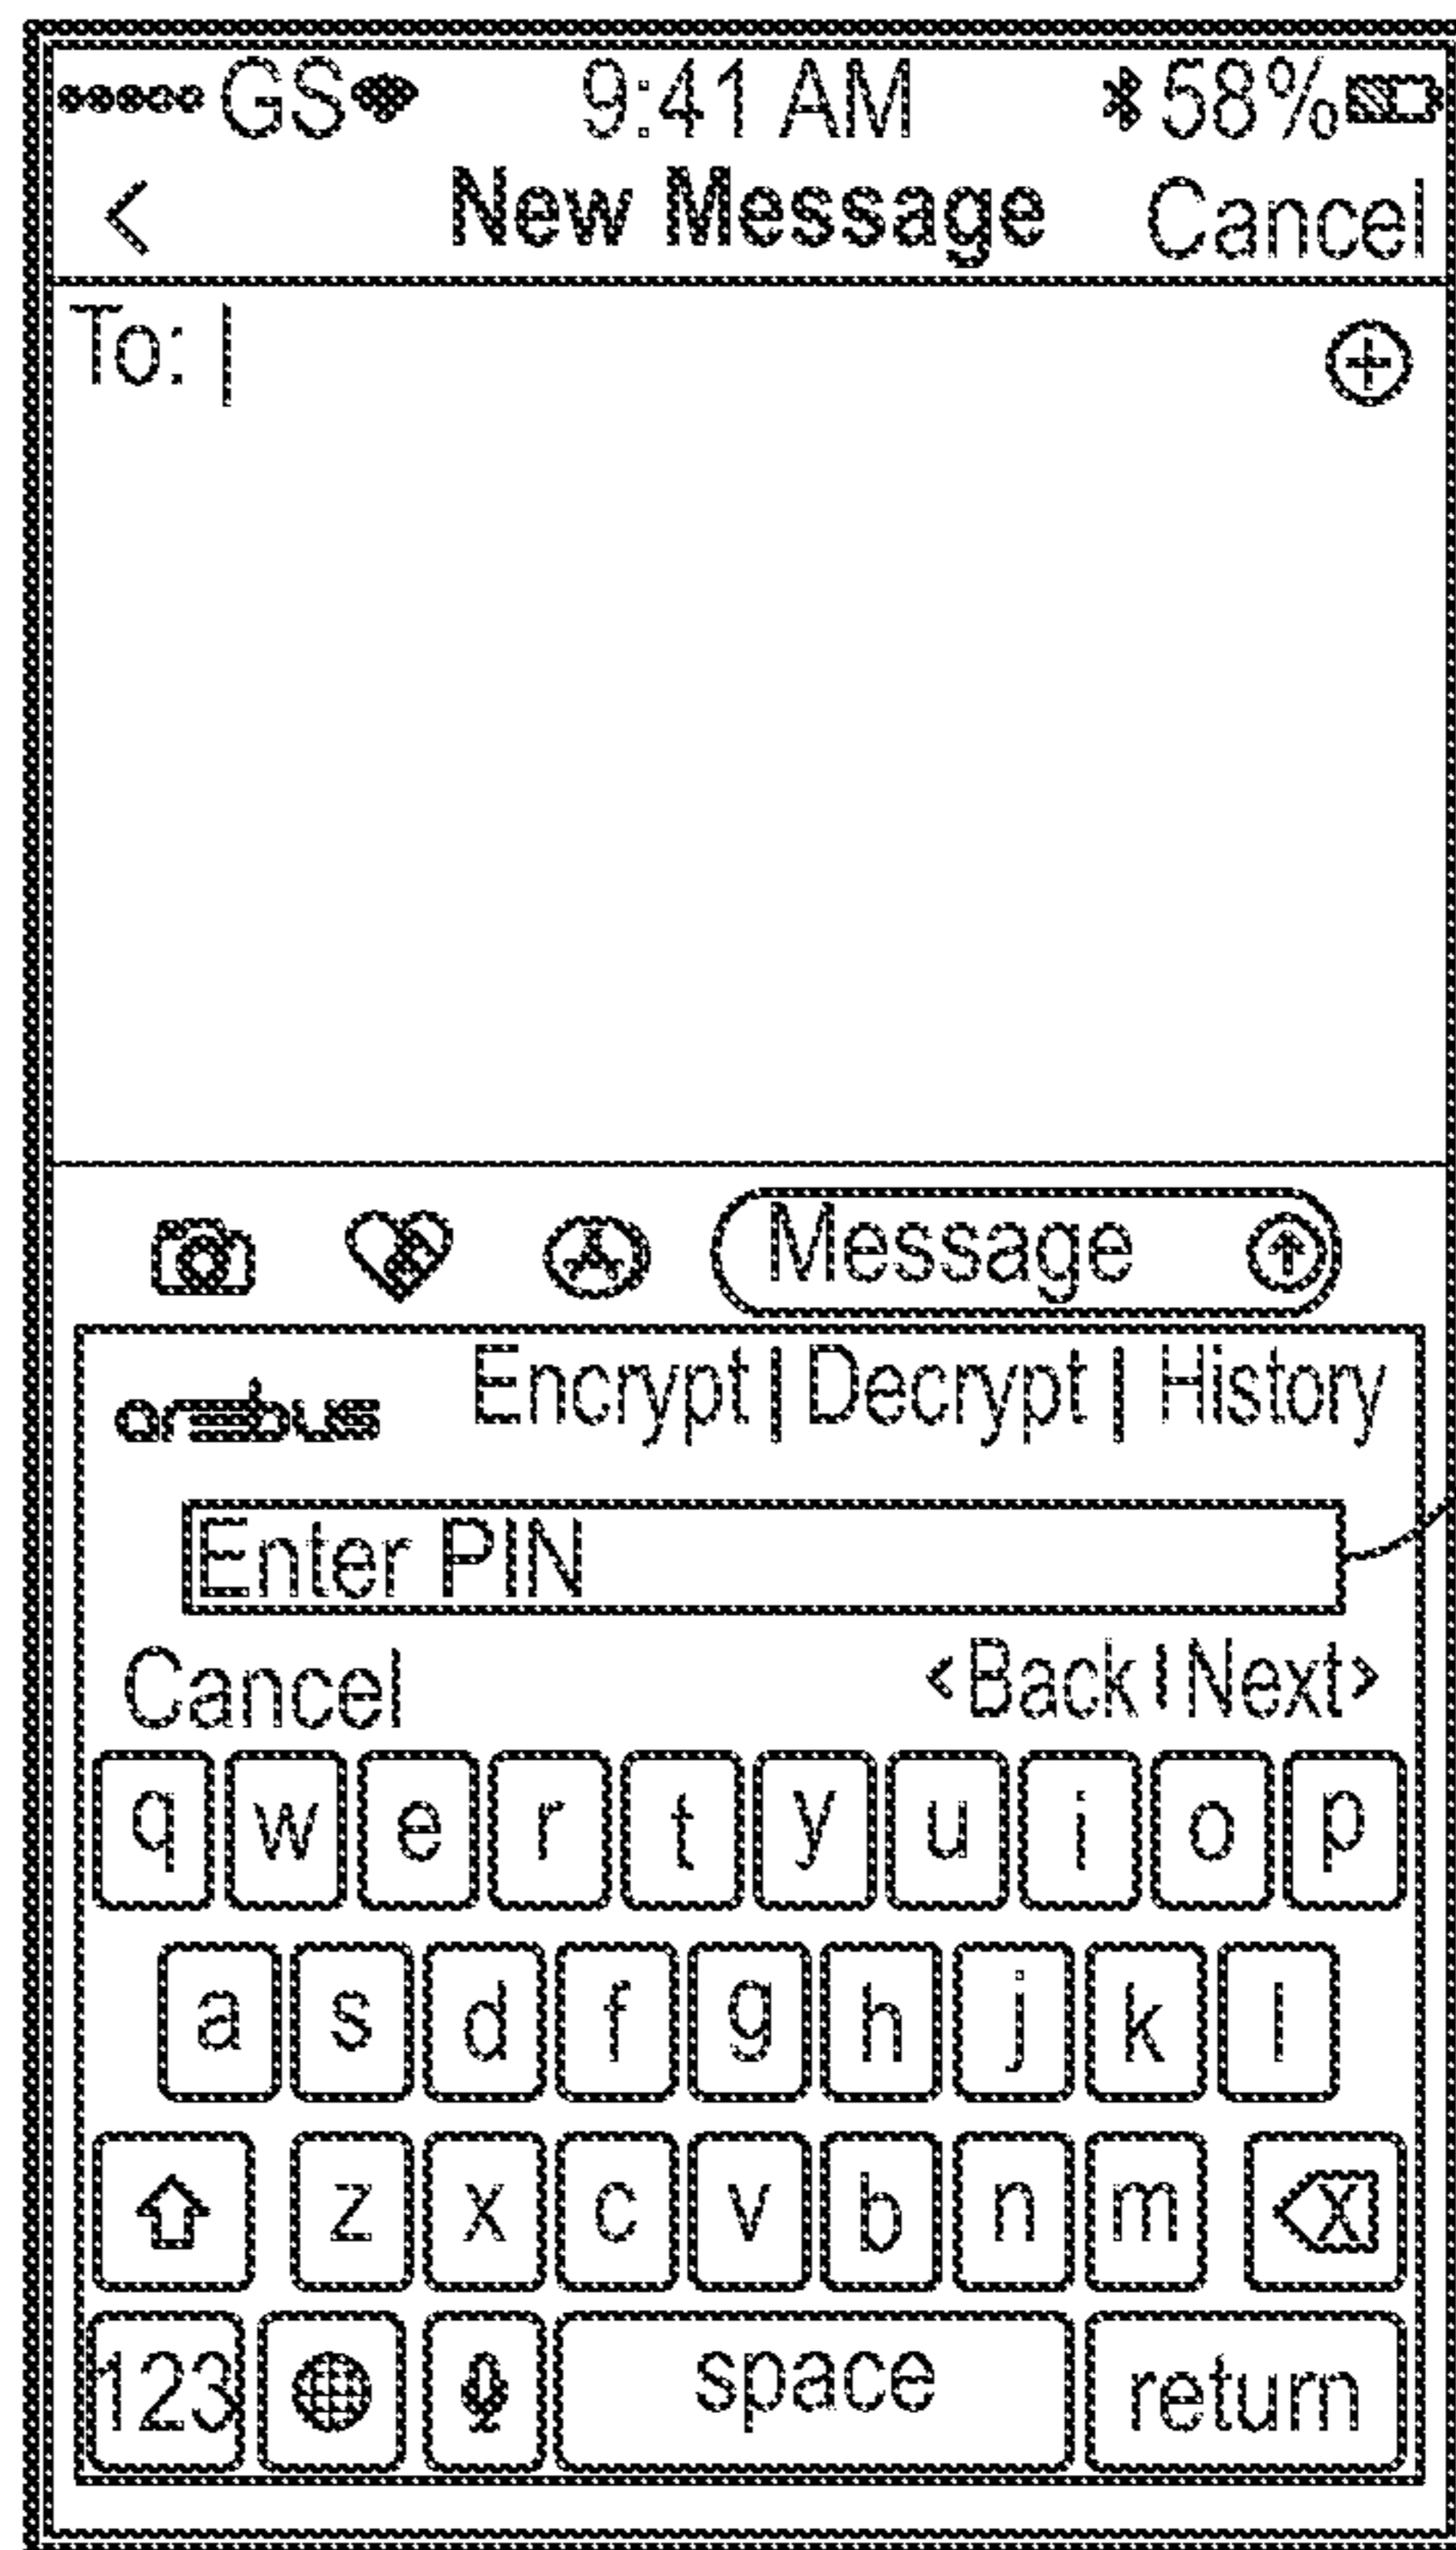 GS 9:41 AM 58%
< New Message Cancel
To:
Message
Encrypt | Decrypt | History
Enter PIN
Cancel <Back | Next>
q w e r t y u i o p
a s d f g h j k l
z x c v b n m X
123 space return